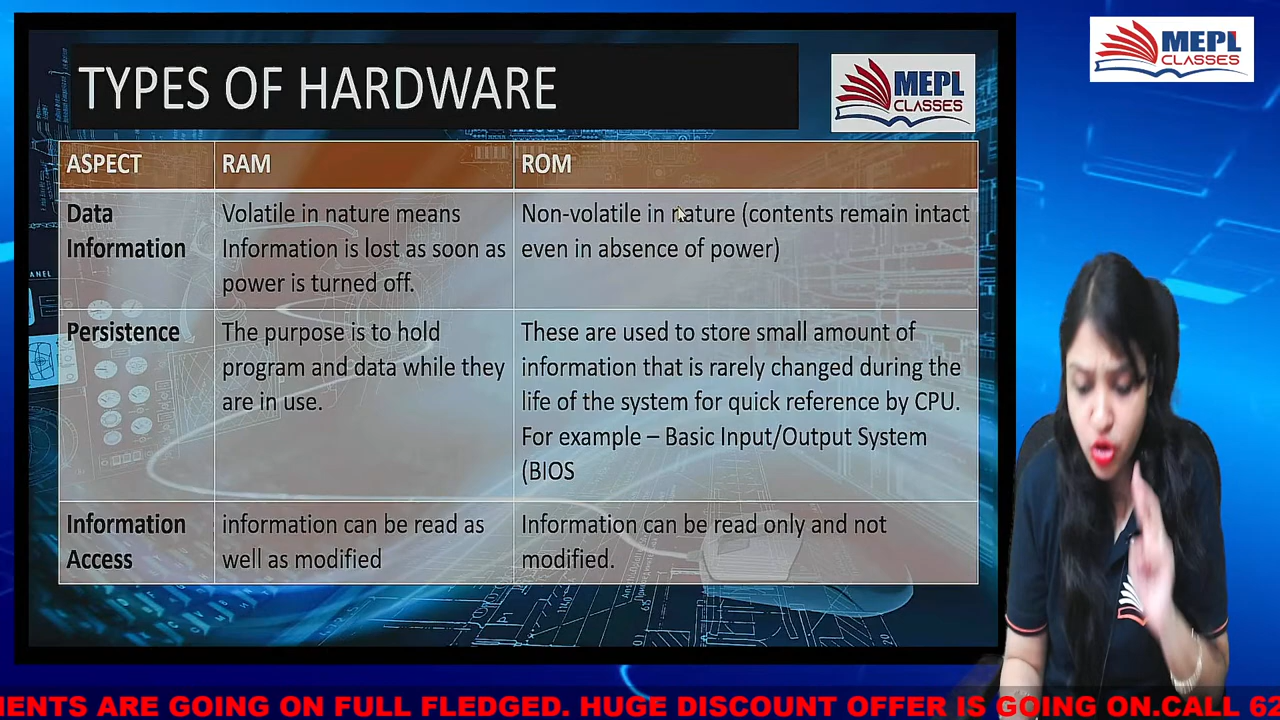 MEPL
CLASSES
TYPES OF HARDWARE
MEPL
CLASSES
ASPECT RAM ROM
Data
Information
Volatile in nature means
Information is lost as soon as
power is turned off.
Non-volatile in nature (contents remain intact
even in absence of power)
Persistence
The purpose is to hold
program and data while they
are in use.
These are used to store small amount of
information that is rarely changed during the
life of the system for quick reference by CPU.
For example – Basic Input/Output System
(BIOS
Information
Access
information can be read as
well as modified
Information can be read only and not
modified.
ARE GOING ON FULL FLEDGED. HUGE DISCOUNT OFFER IS GOING ON.CALL 62